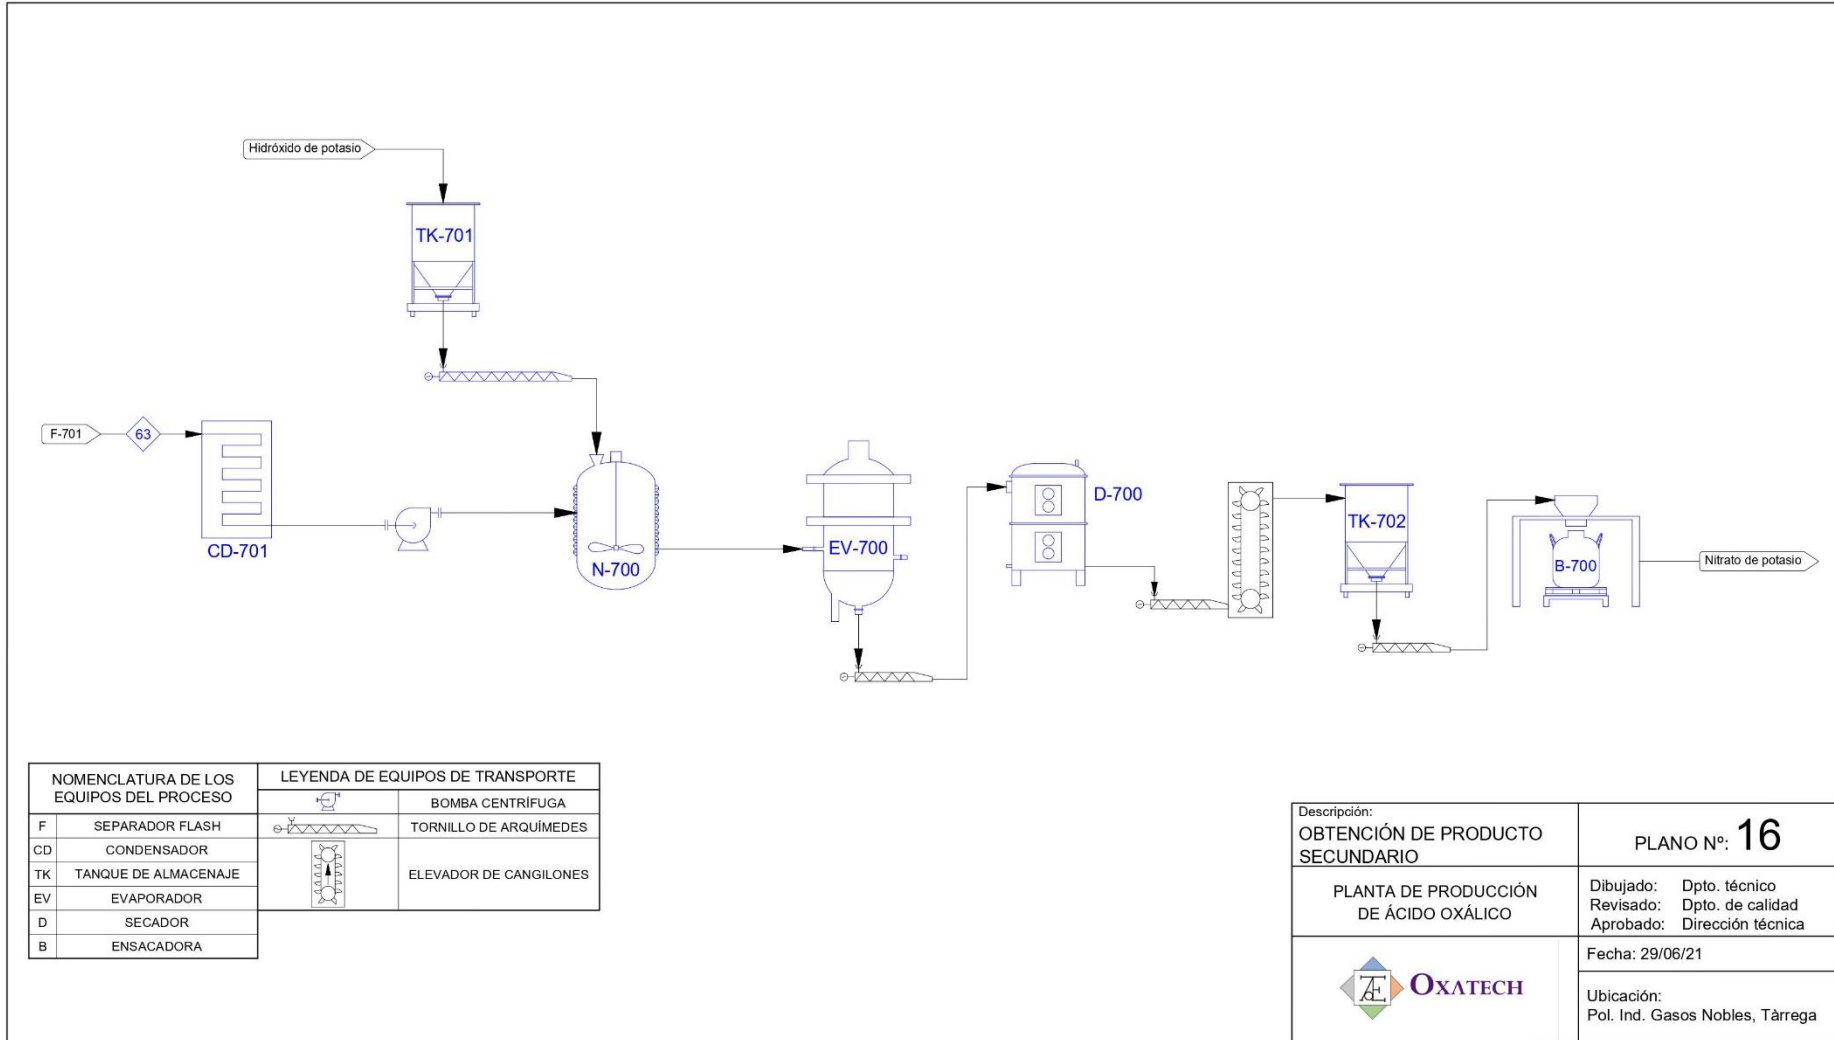 Hidróxido de potasio
TK-701
F-701
63
CD-701
N-700
EV-700
D-700
TK-702
B-700
Nitrato de potasio
NOMENCLATURA DE LOS
EQUIPOS DEL PROCESO
F SEPARADOR FLASH
CD CONDENSADOR
TK TANQUE DE ALMACENAJE
EV EVAPORADOR
D SECADOR
B ENSACADORA
LEYENDA DE EQUIPOS DE TRANSPORTE
BOMBA CENTRÍFUGA
TORNILLO DE ARQUÍMEDES
ELEVADOR DE CANGILONES
Descripción:
OBTENCIÓN DE PRODUCTO
SECUNDARIO
PLANO Nº: 16
PLANTA DE PRODUCCIÓN
DE ÁCIDO OXÁLICO
Dibujado: Dpto. técnico
Revisado: Dpto. de calidad
Aprobado: Dirección técnica
Fecha: 29/06/21
OXΛTECH
Ubicación:
Pol. Ind. Gasos Nobles, Tàrrega